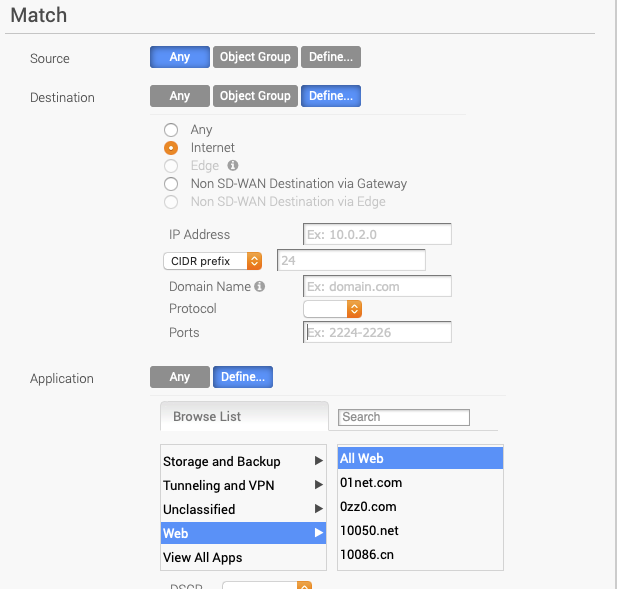 Match
Source Any Object Group Define...
Destination Any Object Group Define...
Any
Internet
Edge
Non SD-WAN Destination via Gateway
Non SD-WAN Destination via Edge
IP Address Ex: 10.0.2.0
CIDR prefix 24
Domain Name Ex: domain.com
Protocol
Ports Ex: 2224-2226
Application Any Define...
Browse List Search
Storage and Backup All Web
Tunneling and VPN 01net.com
Unclassified 0zz0.com
Web 10050.net
View All Apps 10086.cn
DSCP